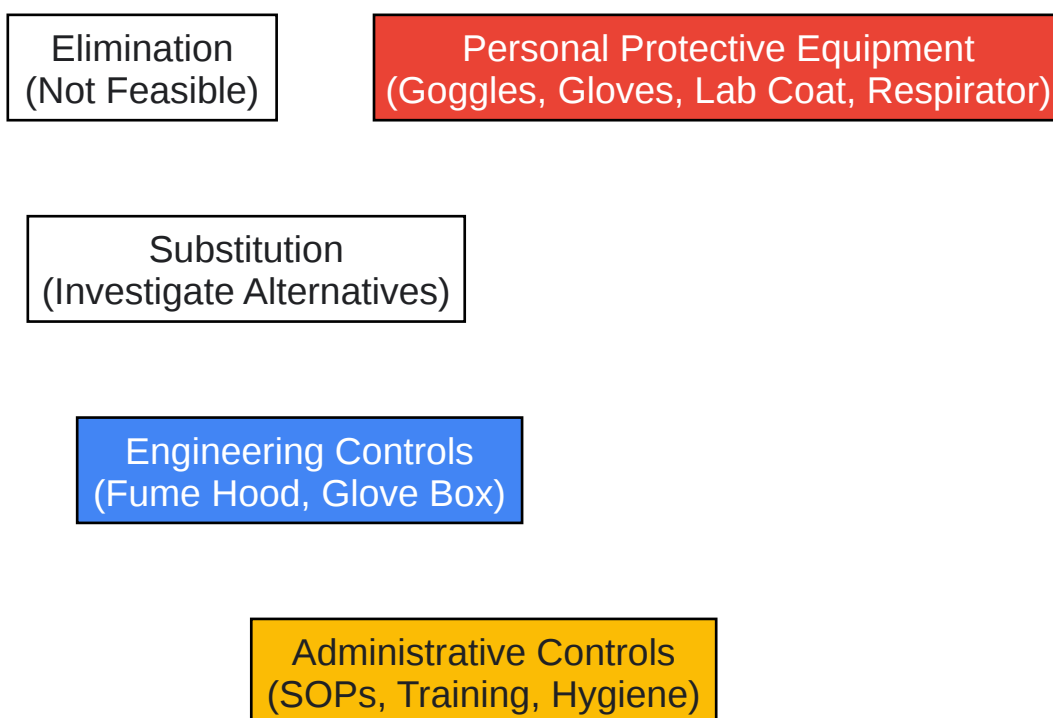 Elimination
(Not Feasible)
Personal Protective Equipment
(Goggles, Gloves, Lab Coat, Respirator)
Substitution
(Investigate Alternatives)
Engineering Controls
(Fume Hood, Glove Box)
Administrative Controls
(SOPs, Training, Hygiene)